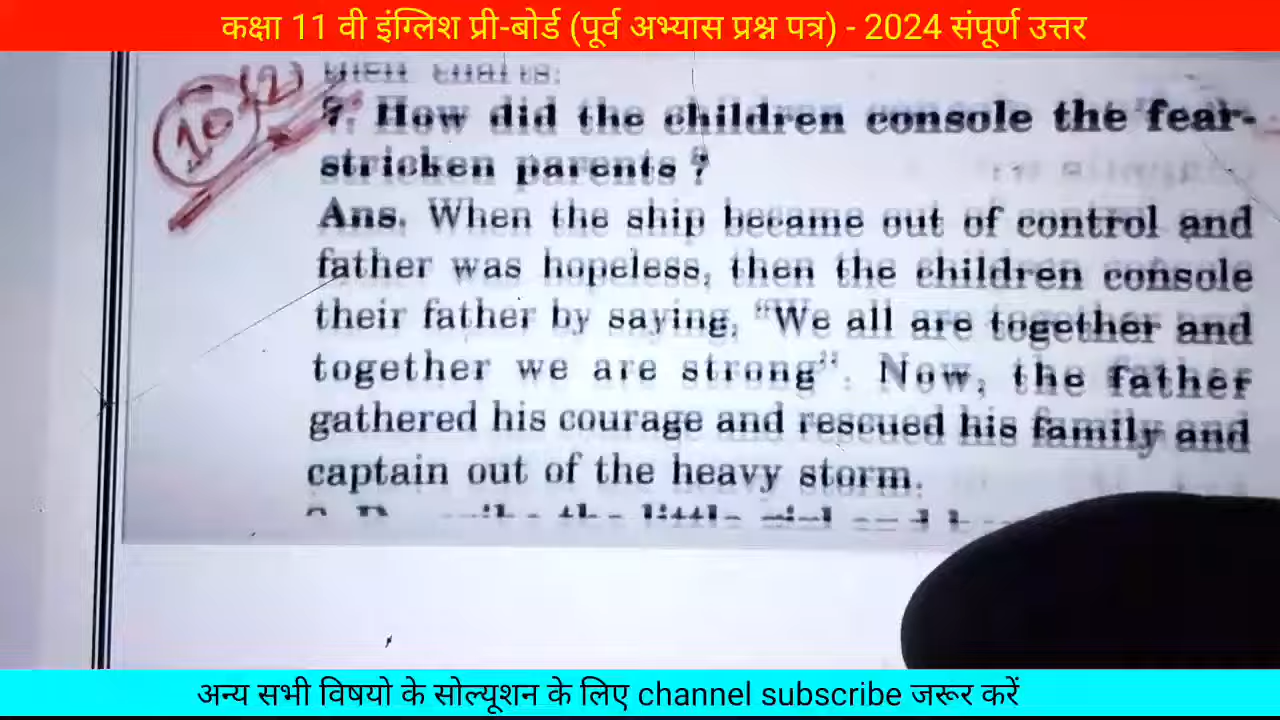 कक्षा 11 वी इंग्लिश प्री-बोर्ड (पूर्व अभ्यास प्रश्न पत्र) - 2024 संपूर्ण उत्तर
10 (2)
7. How did the children console the fear-
stricken parents ?
Ans. When the ship became out of control and
father was hopeless, then the children console
their father by saying, “We all are together and
together we are strong”. Now, the father
gathered his courage and rescued his family and
captain out of the heavy storm.
अन्य सभी विषयो के सोल्यूशन के लिए channel subscribe जरूर करें